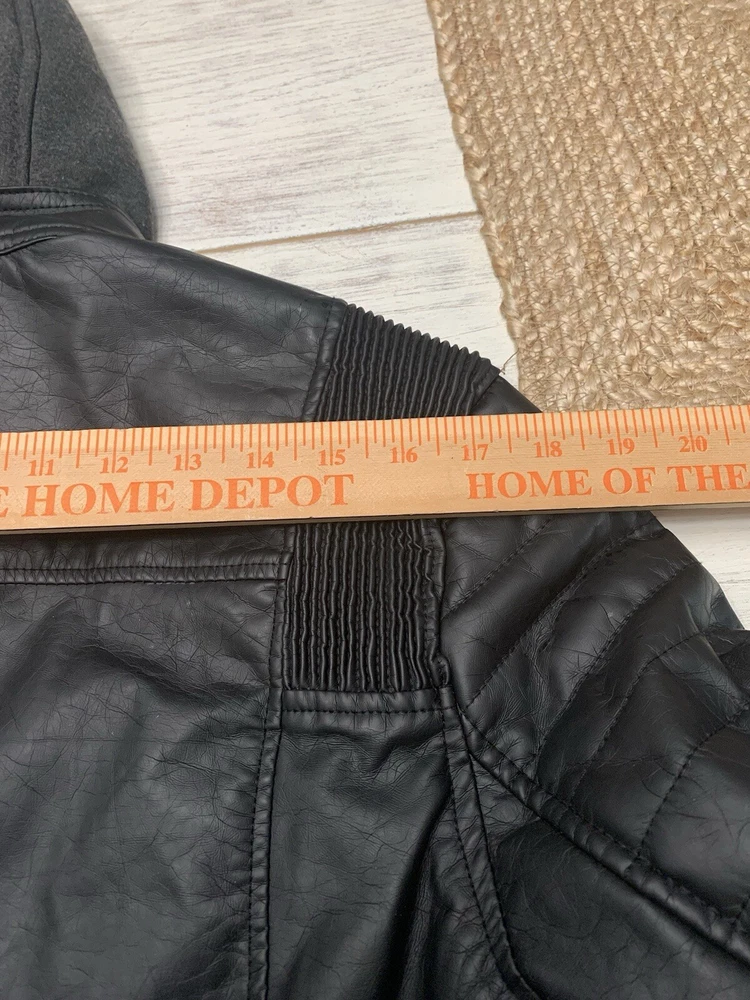 11 12 13 14 15 16 17 18 19 20
E HOME DEPOT HOME OF THE